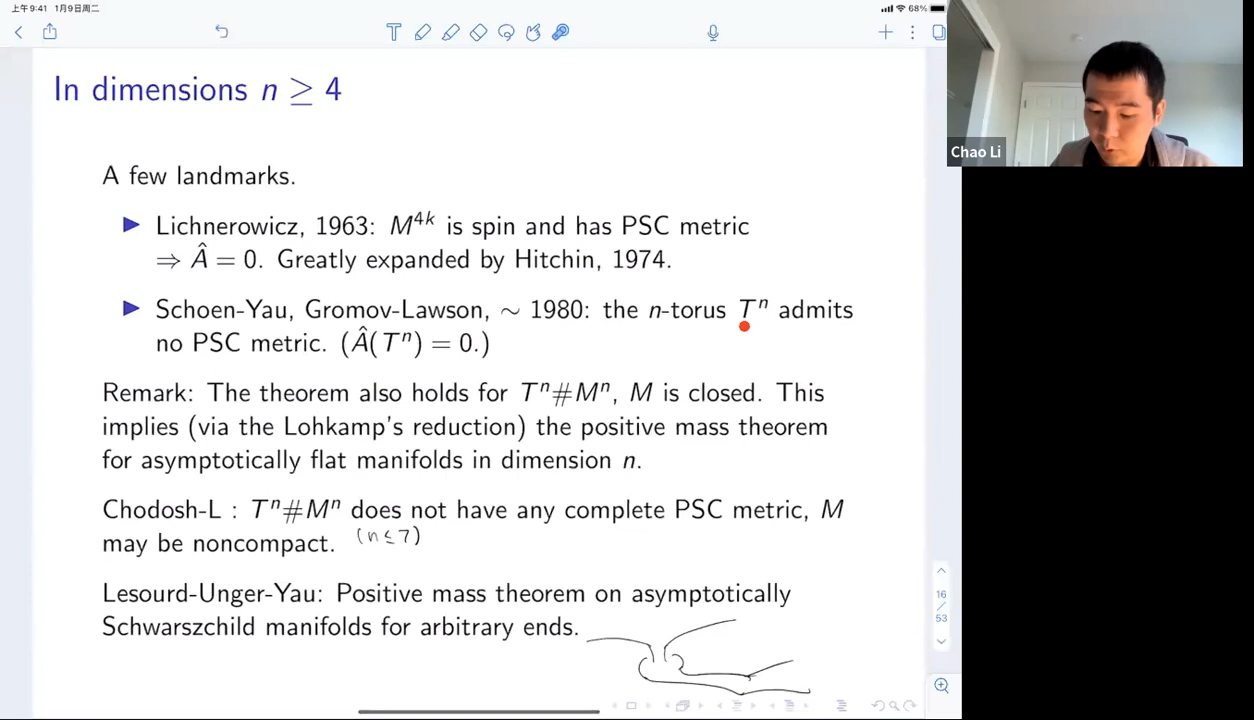 上午9:41 1月9日周二
68%
In dimensions n ≥ 4
A few landmarks.
▶ Lichnerowicz, 1963: M^{4k} is spin and has PSC metric
⇒ Â = 0. Greatly expanded by Hitchin, 1974.
▶ Schoen-Yau, Gromov-Lawson, ∼ 1980: the n-torus T^n admits
no PSC metric. (Â(T^n) = 0.)
Remark: The theorem also holds for T^n#M^n, M is closed. This
implies (via the Lohkamp's reduction) the positive mass theorem
for asymptotically flat manifolds in dimension n.
Chodosh-L : T^n#M^n does not have any complete PSC metric, M
may be noncompact. (n≤7)
Lesourd-Unger-Yau: Positive mass theorem on asymptotically
Schwarszchild manifolds for arbitrary ends.
16
/
53
Chao Li